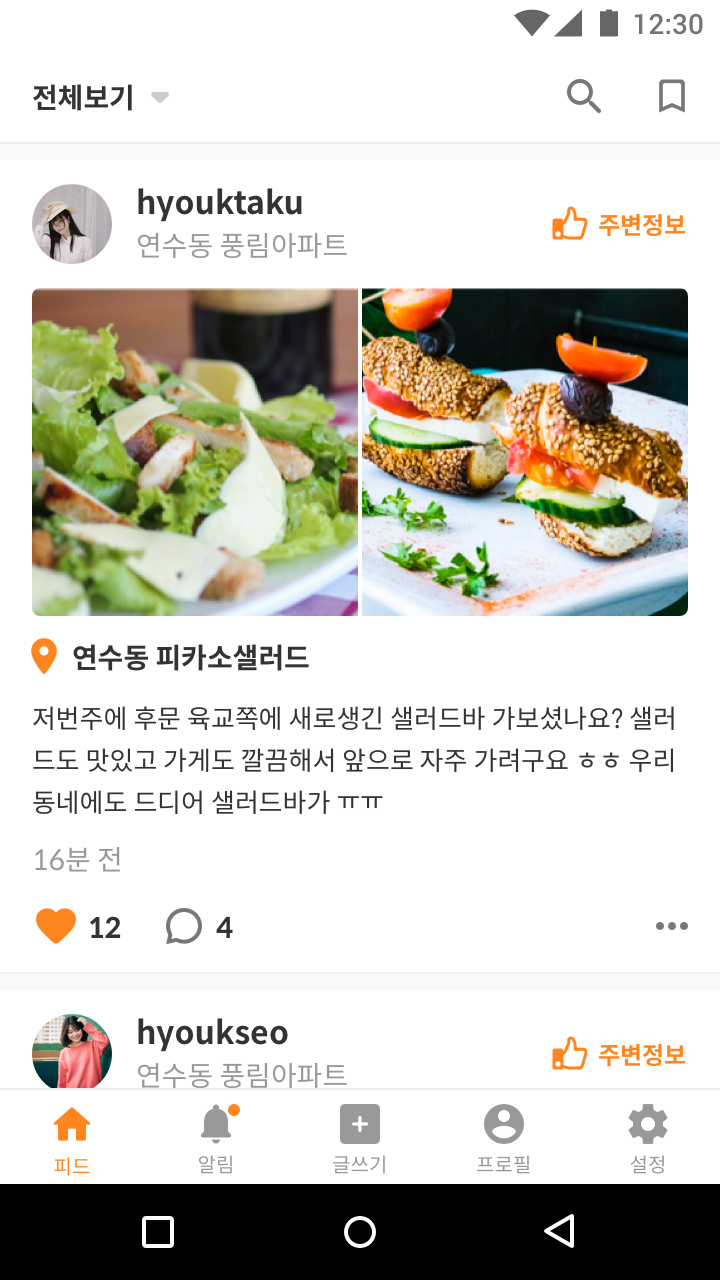 12:30
전체보기
hyouktaku
연수동 풍림아파트
주변정보
연수동 피카소샐러드
저번주에 후문 육교쪽에 새로생긴 샐러드바 가보셨나요? 샐러
드도 맛있고 가게도 깔끔해서 앞으로 자주 가려구요 ㅎㅎ 우리
동네에도 드디어 샐러드바가 ㅠㅠ
16분 전
12 4
hyoukseo
연수동 풍림아파트
주변정보
피드 알림 글쓰기 프로필 설정